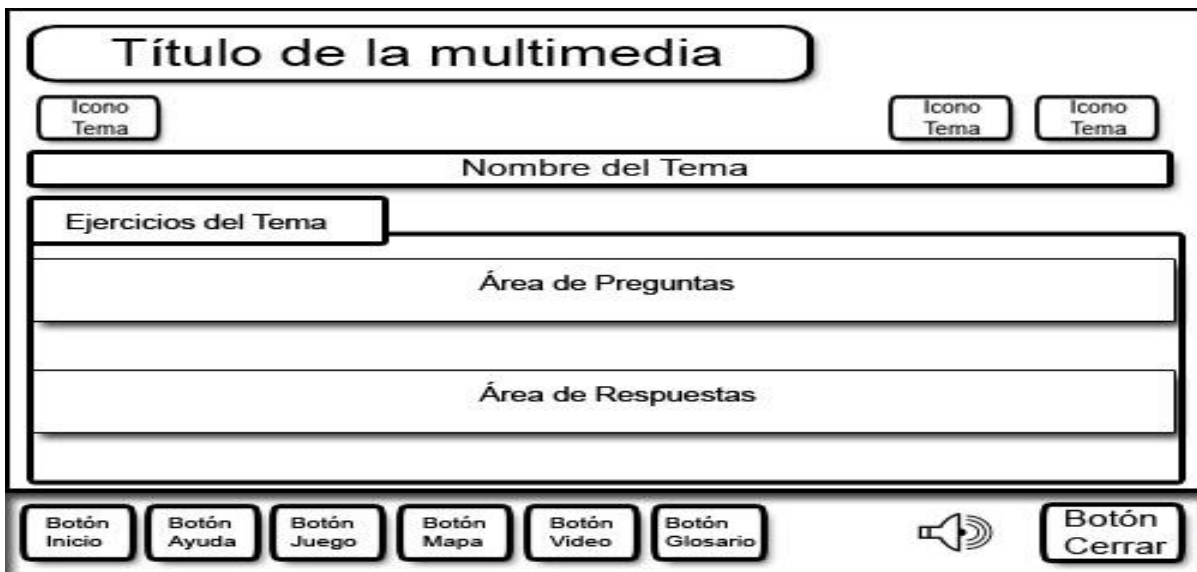 Título de la multimedia
Icono
Tema
Icono
Tema
Icono
Tema
Nombre del Tema
Ejercicios del Tema
Área de Preguntas
Área de Respuestas
Botón
Inicio
Botón
Ayuda
Botón
Juego
Botón
Mapa
Botón
Video
Botón
Glosario
Botón
Cerrar